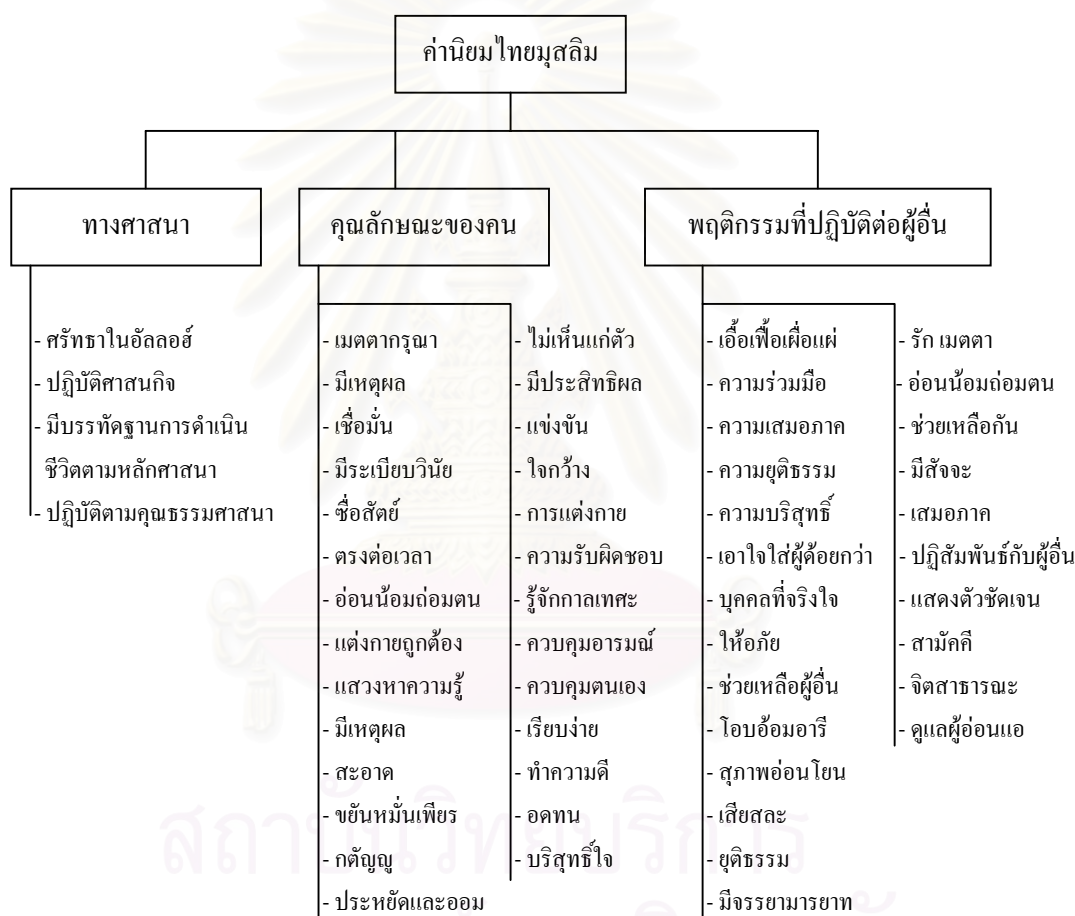 ค่านิยมไทยมุสลิม
ทางศาสนา
- ศรัทธาในอัลลอฮ์
- ปฏิบัติศาสนกิจ
- มีบรรทัดฐานการดำเนิน
ชีวิตตามหลักศาสนา
- ปฏิบัติตามคุณธรรมศาสนา
คุณลักษณะของคน
- เมตตากรุณา
- มีเหตุผล
- เชื่อมั่น
- มีระเบียบวินัย
- ซื่อสัตย์
- ตรงต่อเวลา
- อ่อนน้อมถ่อมตน
- แต่งกายถูกต้อง
- แสวงหาความรู้
- มีเหตุผล
- สะอาด
- ขยันหมั่นเพียร
- กตัญญู
- ประหยัดและออม
- ไม่เห็นแก่ตัว
- มีประสิทธิผล
- แข่งขัน
- ใจกว้าง
- การแต่งกาย
- ความรับผิดชอบ
- รู้จักกาลเทศะ
- ควบคุมอารมณ์
- ควบคุมตนเอง
- เรียบง่าย
- ทำความดี
- อดทน
- บริสุทธิ์ใจ
พฤติกรรมที่ปฏิบัติต่อผู้อื่น
- เอื้อเฟื้อเผื่อแผ่
- ความร่วมมือ
- ความเสมอภาค
- ความยุติธรรม
- ความบริสุทธิ์
- เอาใจใส่ผู้ด้อยกว่า
- บุคคลที่จริงใจ
- ให้อภัย
- ช่วยเหลือผู้อื่น
- โอบอ้อมอารี
- สุภาพอ่อนโยน
- เสียสละ
- ยุติธรรม
- มีจรรยามารยาท
- รัก เมตตา
- อ่อนน้อมถ่อมตน
- ช่วยเหลือกัน
- มีสัจจะ
- เสมอภาค
- ปฏิสัมพันธ์กับผู้อื่น
- แสดงตัวชัดเจน
- สามัคคี
- จิตสาธารณะ
- ดูแลผู้อ่อนแอ
สถาบันวิทยบริการ